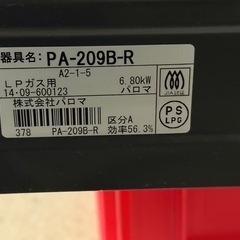 器具名: PA-209B-R
A2-1-5
LPガス用 6.80kW
14.09-600123 パロマ
株式会社パロマ
378 PA-209B-R
区分A
効率56.3%
PS
LPG